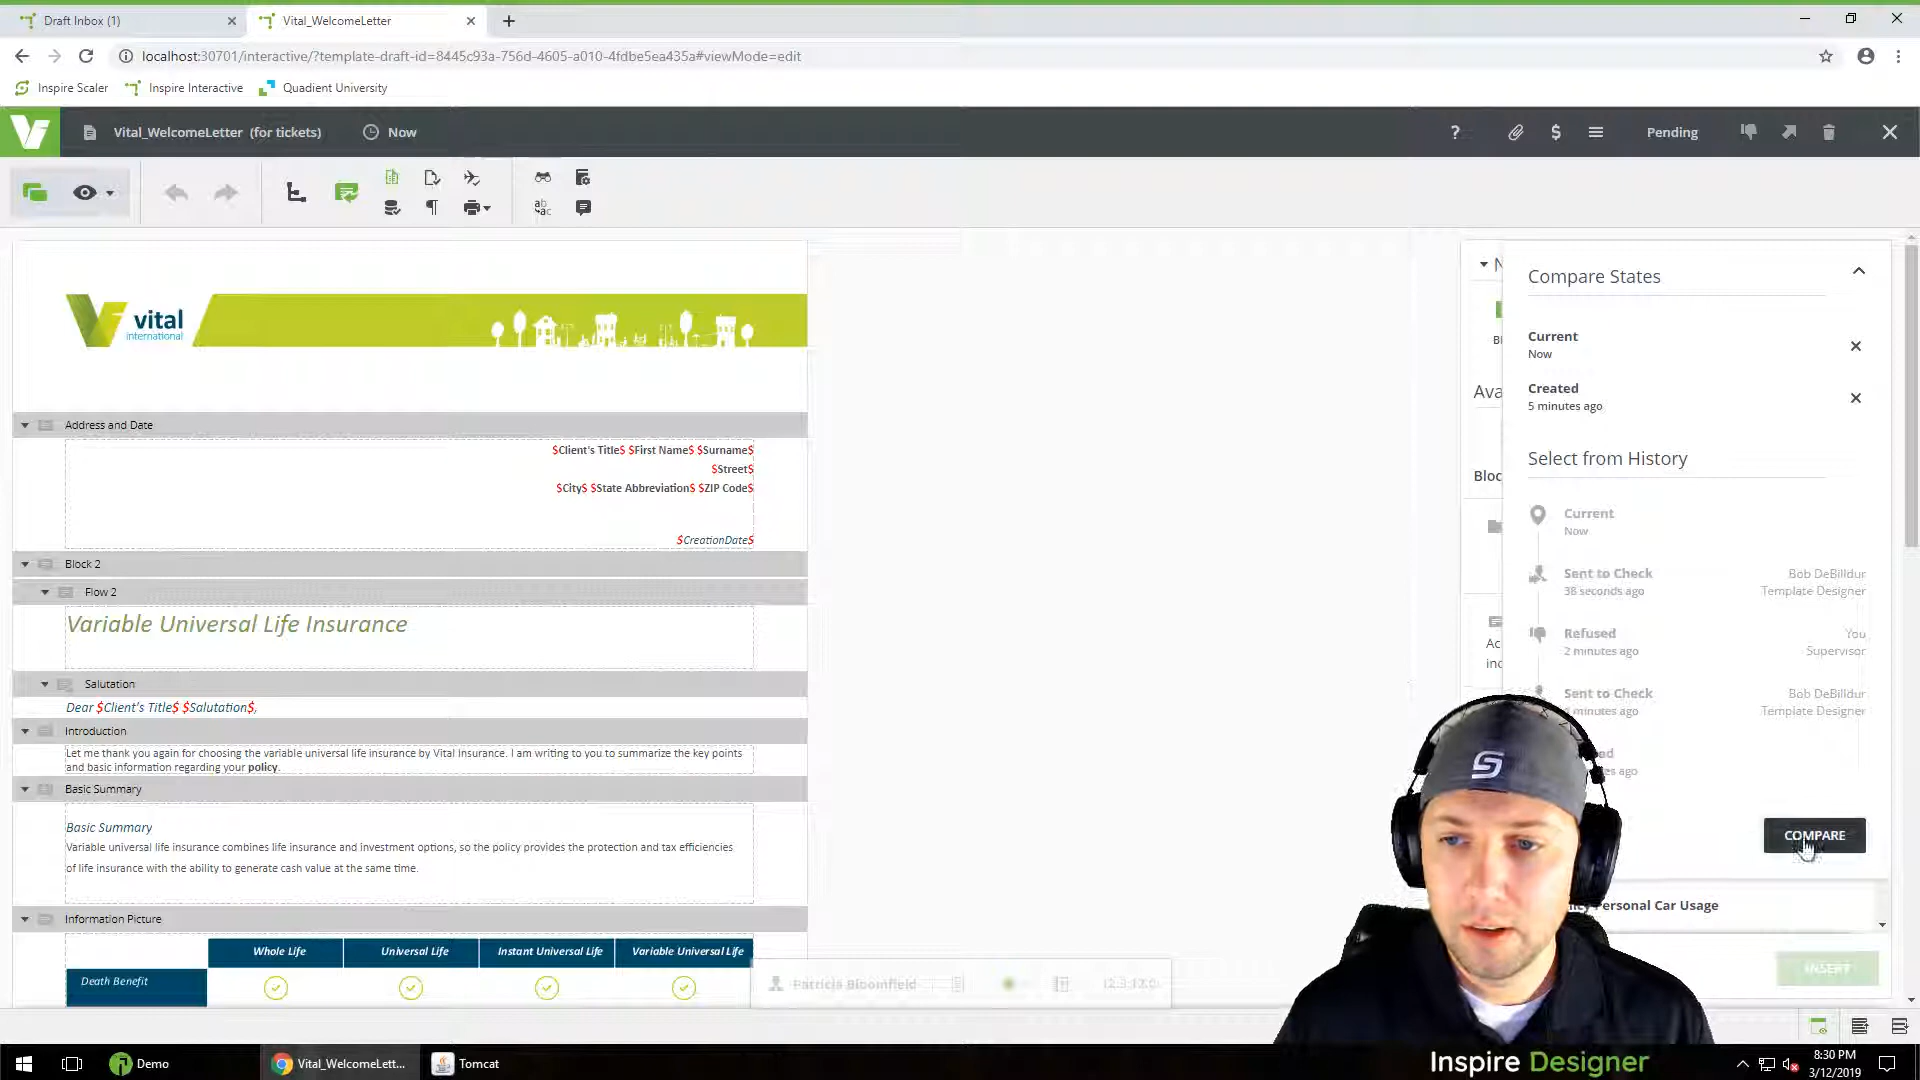 Draft Inbox (1)
Vital_WelcomeLetter
localhost:30701/interactive/?template-draft-id=8445c93a-756d-4605-a010-4fdbe5ea435a#viewMode=edit
Inspire Scaler
Inspire Interactive
Quadient University
Vital_WelcomeLetter (for tickets)
Now
?
$
Pending
ab
ac
vital
international
Address and Date
$Client's Title$ $First Name$ $Surname$
$Street$
$City$ $State Abbreviation$ $ZIP Code$
$CreationDate$
Block 2
Flow 2
Variable Universal Life Insurance
Salutation
Dear $Client's Title$ $Salutation$,
Introduction
Let me thank you again for choosing the variable universal life insurance by Vital Insurance. I am writing to you to summarize the key points
and basic information regarding your policy.
Basic Summary
Basic Summary
Variable universal life insurance combines life insurance and investment options, so the policy provides the protection and tax efficiencies
of life insurance with the ability to generate cash value at the same time.
Information Picture
Whole Life
Universal Life
Instant Universal Life
Variable Universal Life
Death Benefit
Patricia Bloomfield
Compare States
Current
Now
Created
5 minutes ago
Select from History
Current
Now
Sent to Check
Bob DeBilldur
38 seconds ago
Template Designer
Refused
You
2 minutes ago
Supervisor
Sent to Check
Bob DeBilldur
minutes ago
Template Designer
ago
COMPARE
Personal Car Usage
INSERT
S
Demo
Vital_WelcomeLett...
Tomcat
Inspire Designer
8:30 PM
3/12/2019